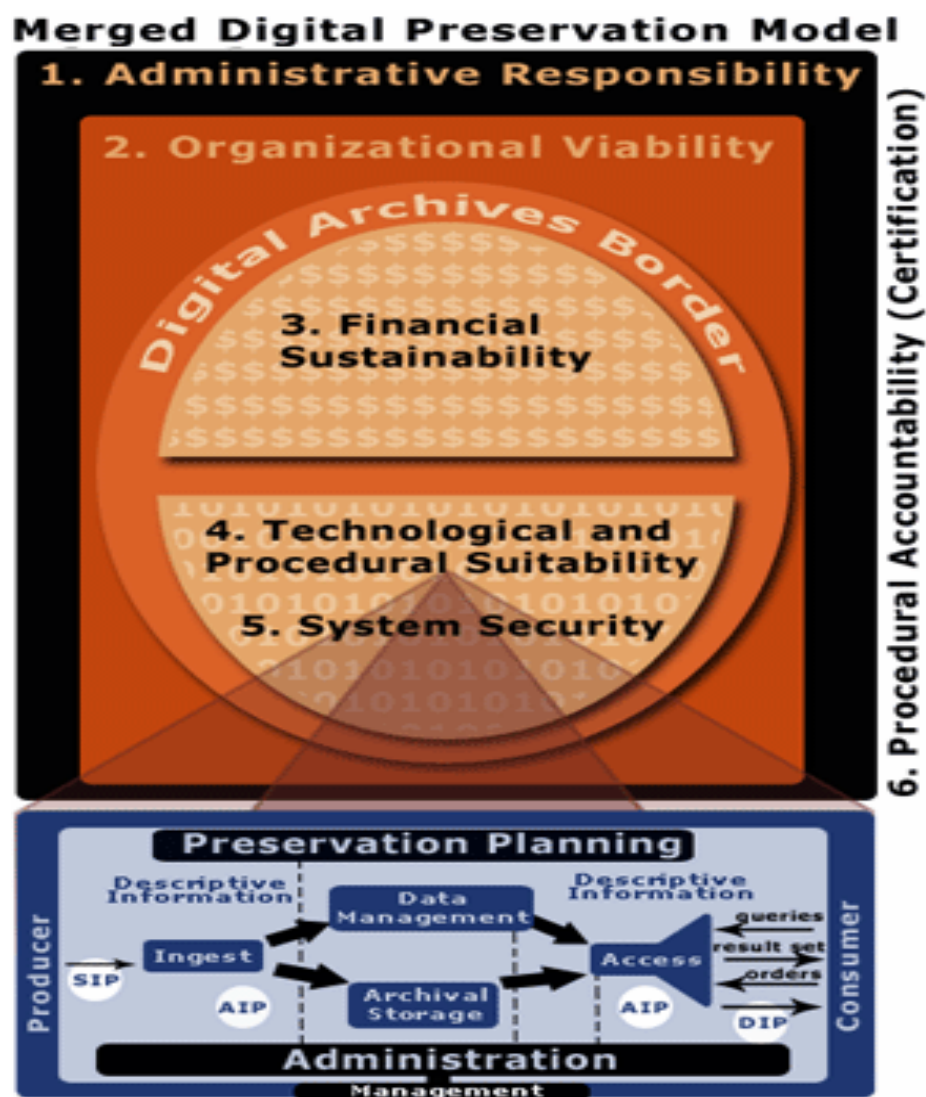 Merged Digital Preservation Model
1. Administrative Responsibility
2. Organizational Viability
Digital Archives Border
3. Financial
Sustainability
4. Technological and
Procedural Suitability
5. System Security
6. Procedural Accountability (Certification)
Preservation Planning
Descriptive
Information
Data
Management
Descriptive
Information
Producer
SIP
Ingest
AIP
Archival
Storage
Access
AIP
queries
result set
orders
DIP
Consumer
Administration
Management